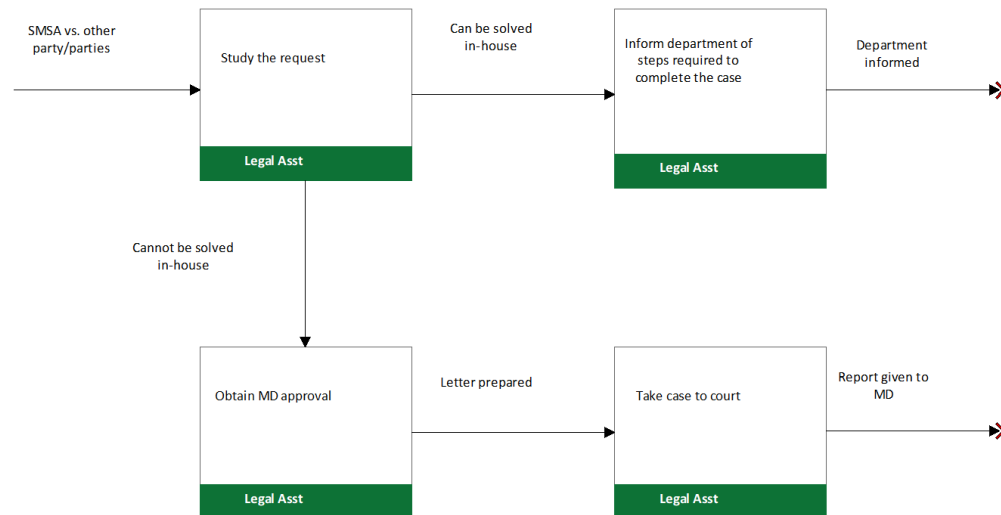 SMSA vs. other
party/parties
Study the request
Legal Asst
Can be solved
in-house
Inform department of
steps required to
complete the case
Legal Asst
Department
informed
Cannot be solved
in-house
Obtain MD approval
Legal Asst
Letter prepared
Take case to court
Legal Asst
Report given to
MD